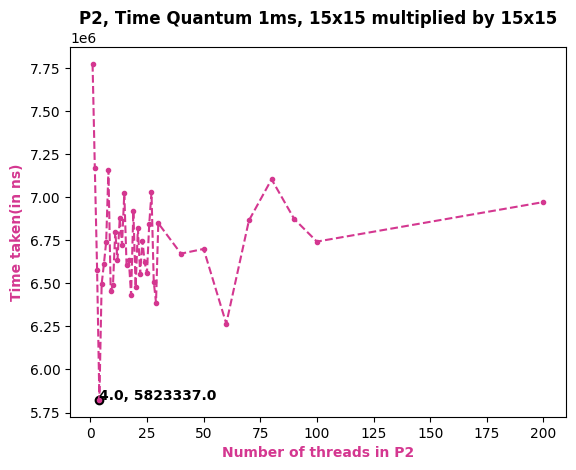 P2, Time Quantum 1ms, 15x15 multiplied by 15x15
1e6
7.75
7.50
7.25
7.00
6.75
6.50
6.25
6.00
5.75
Time taken(in ns)
4.0, 5823337.0
0 25 50 75 100 125 150 175 200
Number of threads in P2